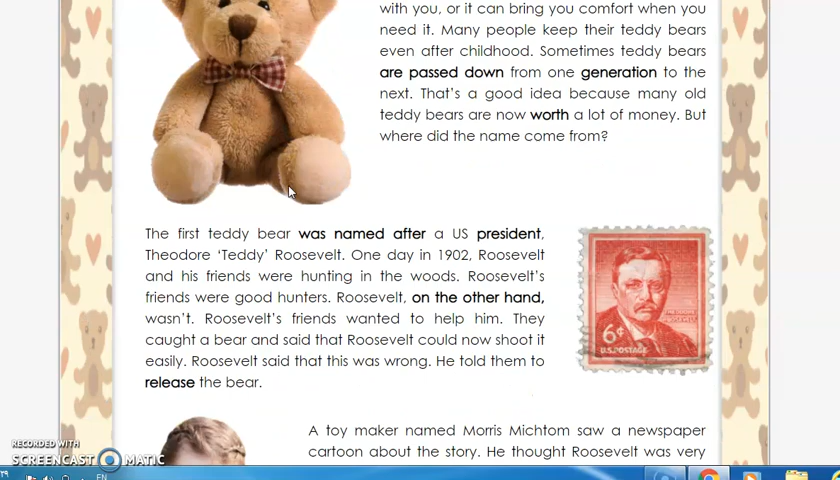 with you, or it can bring you comfort when you
need it. Many people keep their teddy bears
even after childhood. Sometimes teddy bears
are passed down from one generation to the
next. That's a good idea because many old
teddy bears are now worth a lot of money. But
where did the name come from?
The first teddy bear was named after a US president,
Theodore 'Teddy' Roosevelt. One day in 1902, Roosevelt
and his friends were hunting in the woods. Roosevelt's
friends were good hunters. Roosevelt, on the other hand,
wasn't. Roosevelt's friends wanted to help him. They
caught a bear and said that Roosevelt could now shoot it
easily. Roosevelt said that this was wrong. He told them to
release the bear.
THEODORE
ROOSEVELT
6¢
U.S. POSTAGE
A toy maker named Morris Michtom saw a newspaper
cartoon about the story. He thought Roosevelt was very
RECORDED WITH
SCREENCAST MATIC
EN